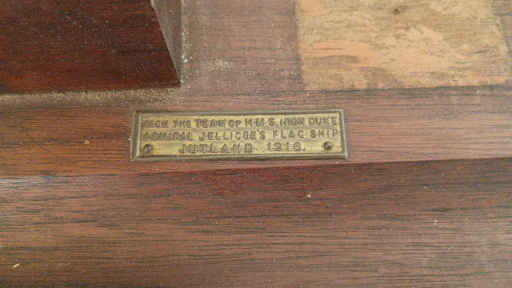 FROM THE TEAK OF H.M.S. IRON DUKE
ADMIRAL JELLICOE'S FLAG SHIP
JUTLAND 1916.